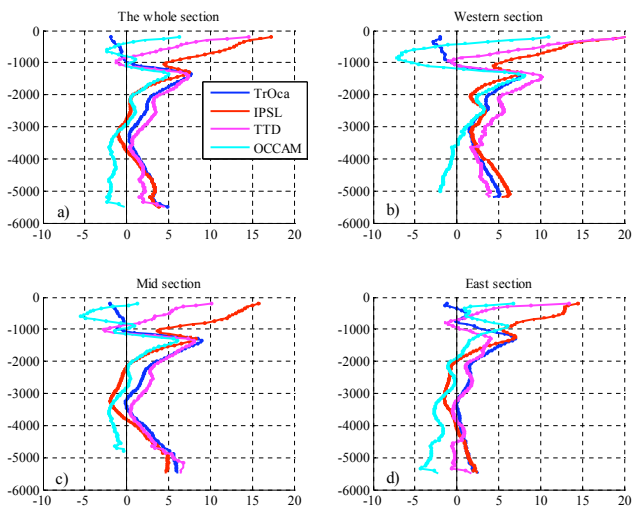 The whole section
0
-1000
-2000
-3000
-4000
-5000
-6000
-10 -5 0 5 10 15 20
TrOca
IPSL
TTD
OCCAM
a)
Western section
0
-1000
-2000
-3000
-4000
-5000
-6000
-10 -5 0 5 10 15 20
b)
Mid section
0
-1000
-2000
-3000
-4000
-5000
-6000
-10 -5 0 5 10 15 20
c)
East section
0
-1000
-2000
-3000
-4000
-5000
-6000
-10 -5 0 5 10 15 20
d)